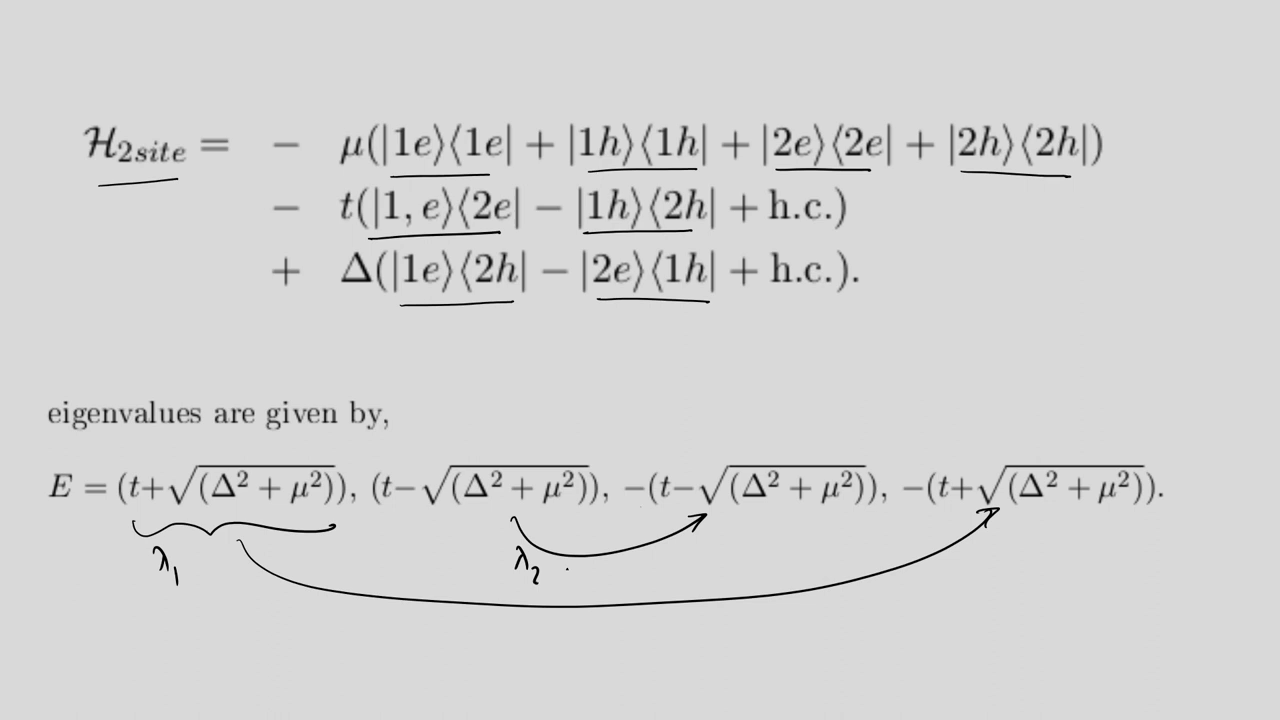 ℋ_{2site} = − μ(|1e⟩⟨1e| + |1h⟩⟨1h| + |2e⟩⟨2e| + |2h⟩⟨2h|)
− t(|1, e⟩⟨2e| − |1h⟩⟨2h| + h.c.)
+ Δ(|1e⟩⟨2h| − |2e⟩⟨1h| + h.c.).
eigenvalues are given by,
E = (t+√(Δ² + μ²)), (t−√(Δ² + μ²)), −(t−√(Δ² + μ²)), −(t+√(Δ² + μ²)).
λ₁ λ₂